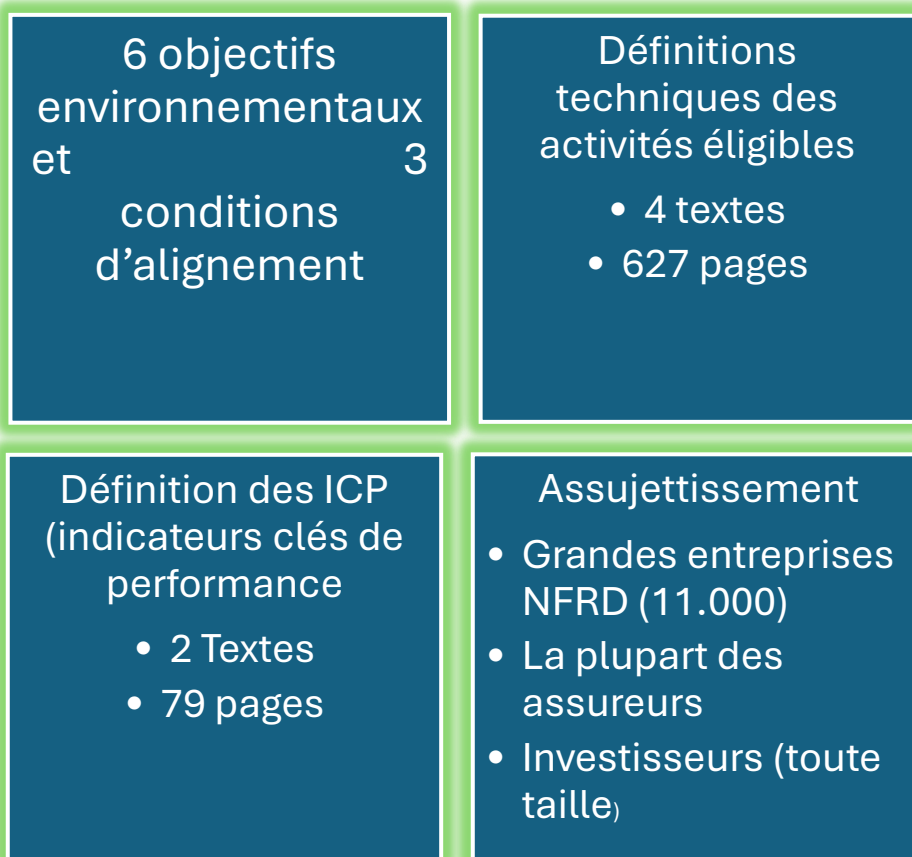 6 objectifs
environnementaux
et 3
conditions
d’alignement
Définitions
techniques des
activités éligibles
• 4 textes
• 627 pages
Définition des ICP
(indicateurs clés de
performance
• 2 Textes
• 79 pages
Assujettissement
• Grandes entreprises
NFRD (11.000)
• La plupart des
assureurs
• Investisseurs (toute
taille)